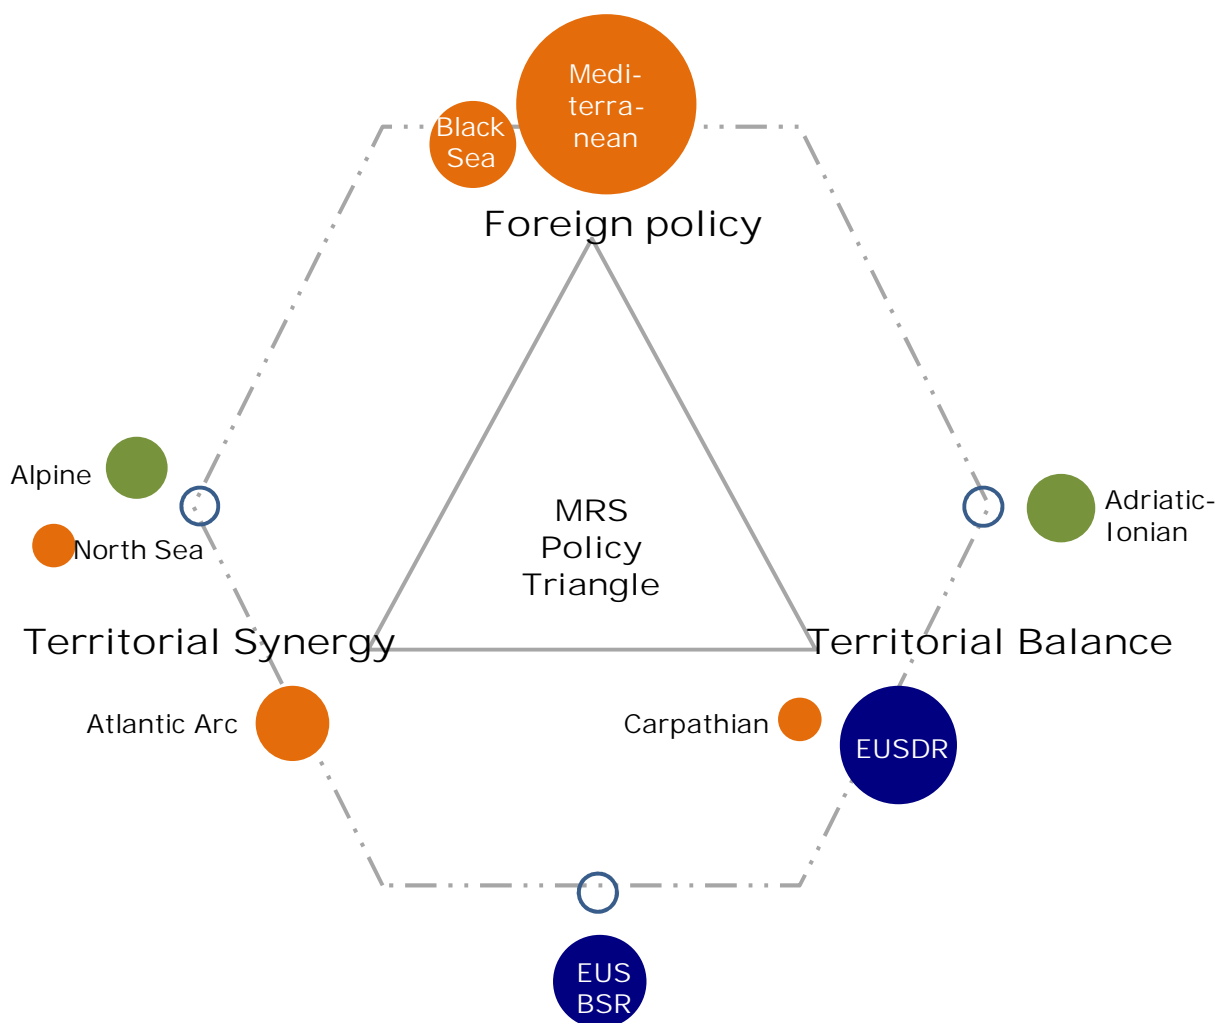 Medi-
terra-
nean
Black
Sea
Foreign policy
Alpine
North Sea
Adriatic-
Ionian
MRS
Policy
Triangle
Territorial Synergy
Territorial Balance
Atlantic Arc
Carpathian
EUSDR
EUS
BSR